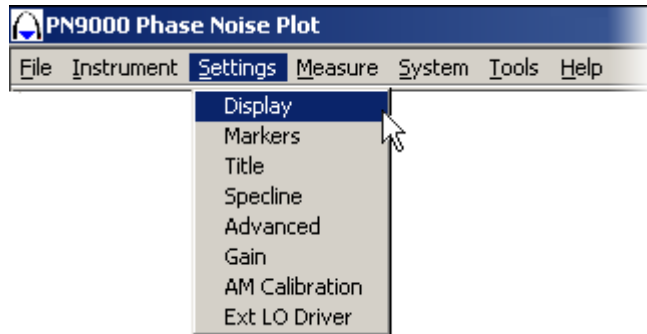 PN9000 Phase Noise Plot
File Instrument Settings Measure System Tools Help
Display
Markers
Title
Specline
Advanced
Gain
AM Calibration
Ext LO Driver